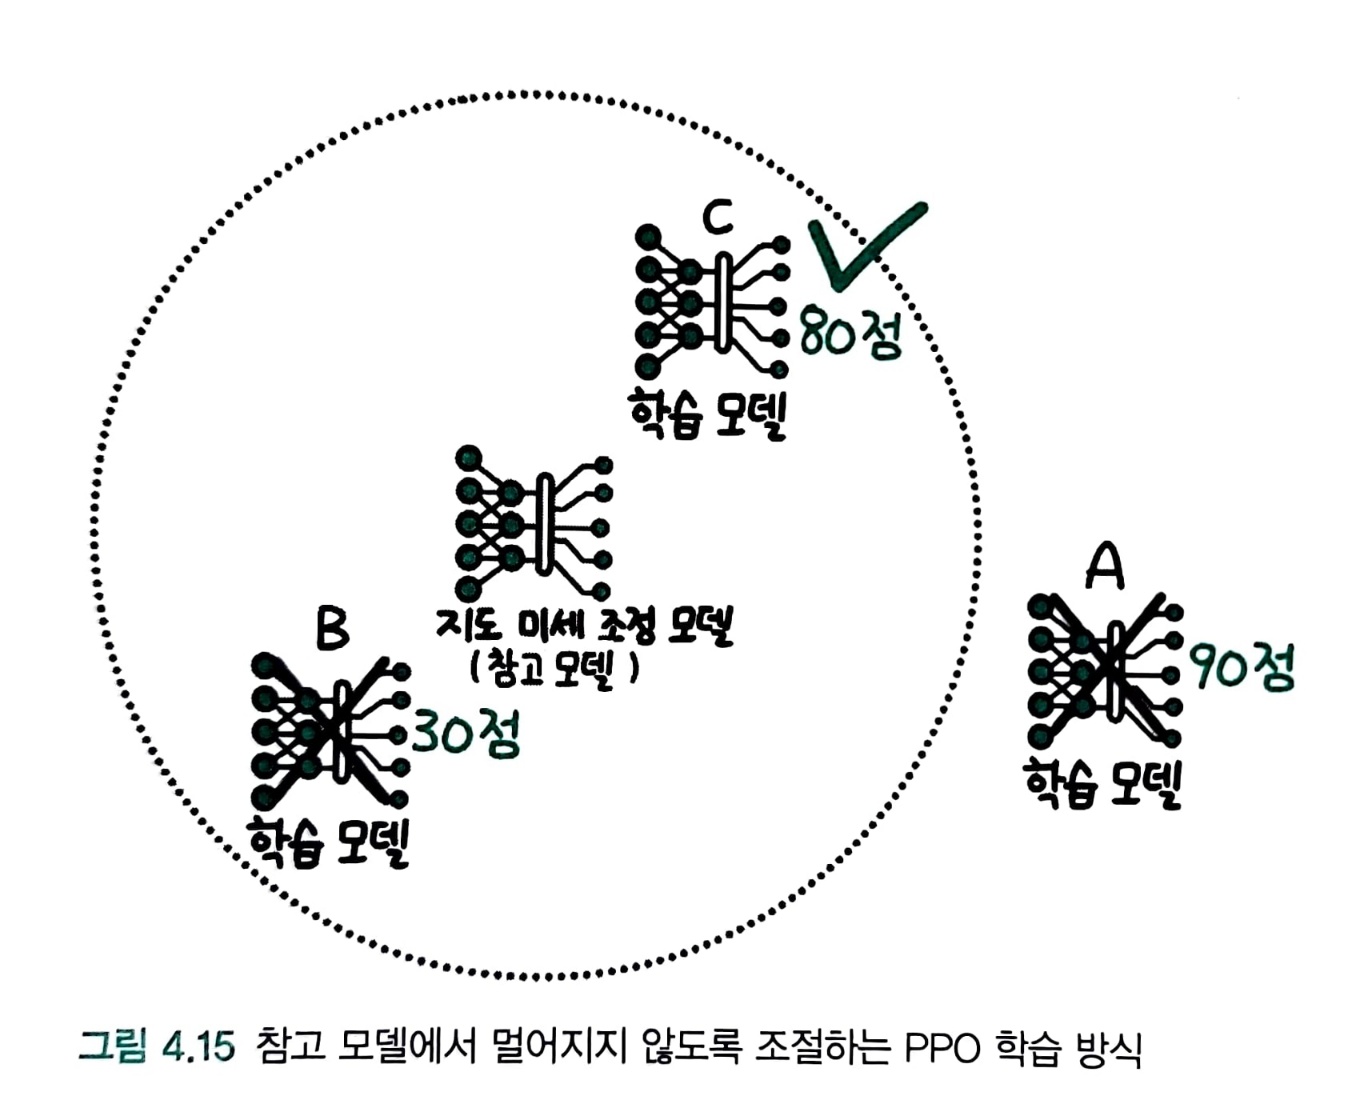 C
80점
학습 모델
지도 미세 조정 모델
(참고 모델)
A
90점
학습 모델
B
30점
학습 모델
그림 4.15 참고 모델에서 멀어지지 않도록 조절하는 PPO 학습 방식